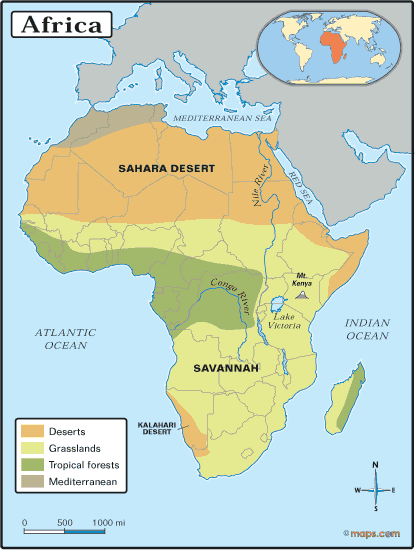 Africa
MEDITERRANEAN SEA
SAHARA DESERT
Nile River
RED SEA
Mt.
Kenya
Congo River
Lake
Victoria
ATLANTIC
OCEAN
INDIAN
OCEAN
SAVANNAH
KALAHARI
DESERT
Deserts
Grasslands
Tropical forests
Mediterranean
N
W E
S
0 500 1000 mi
©maps.com